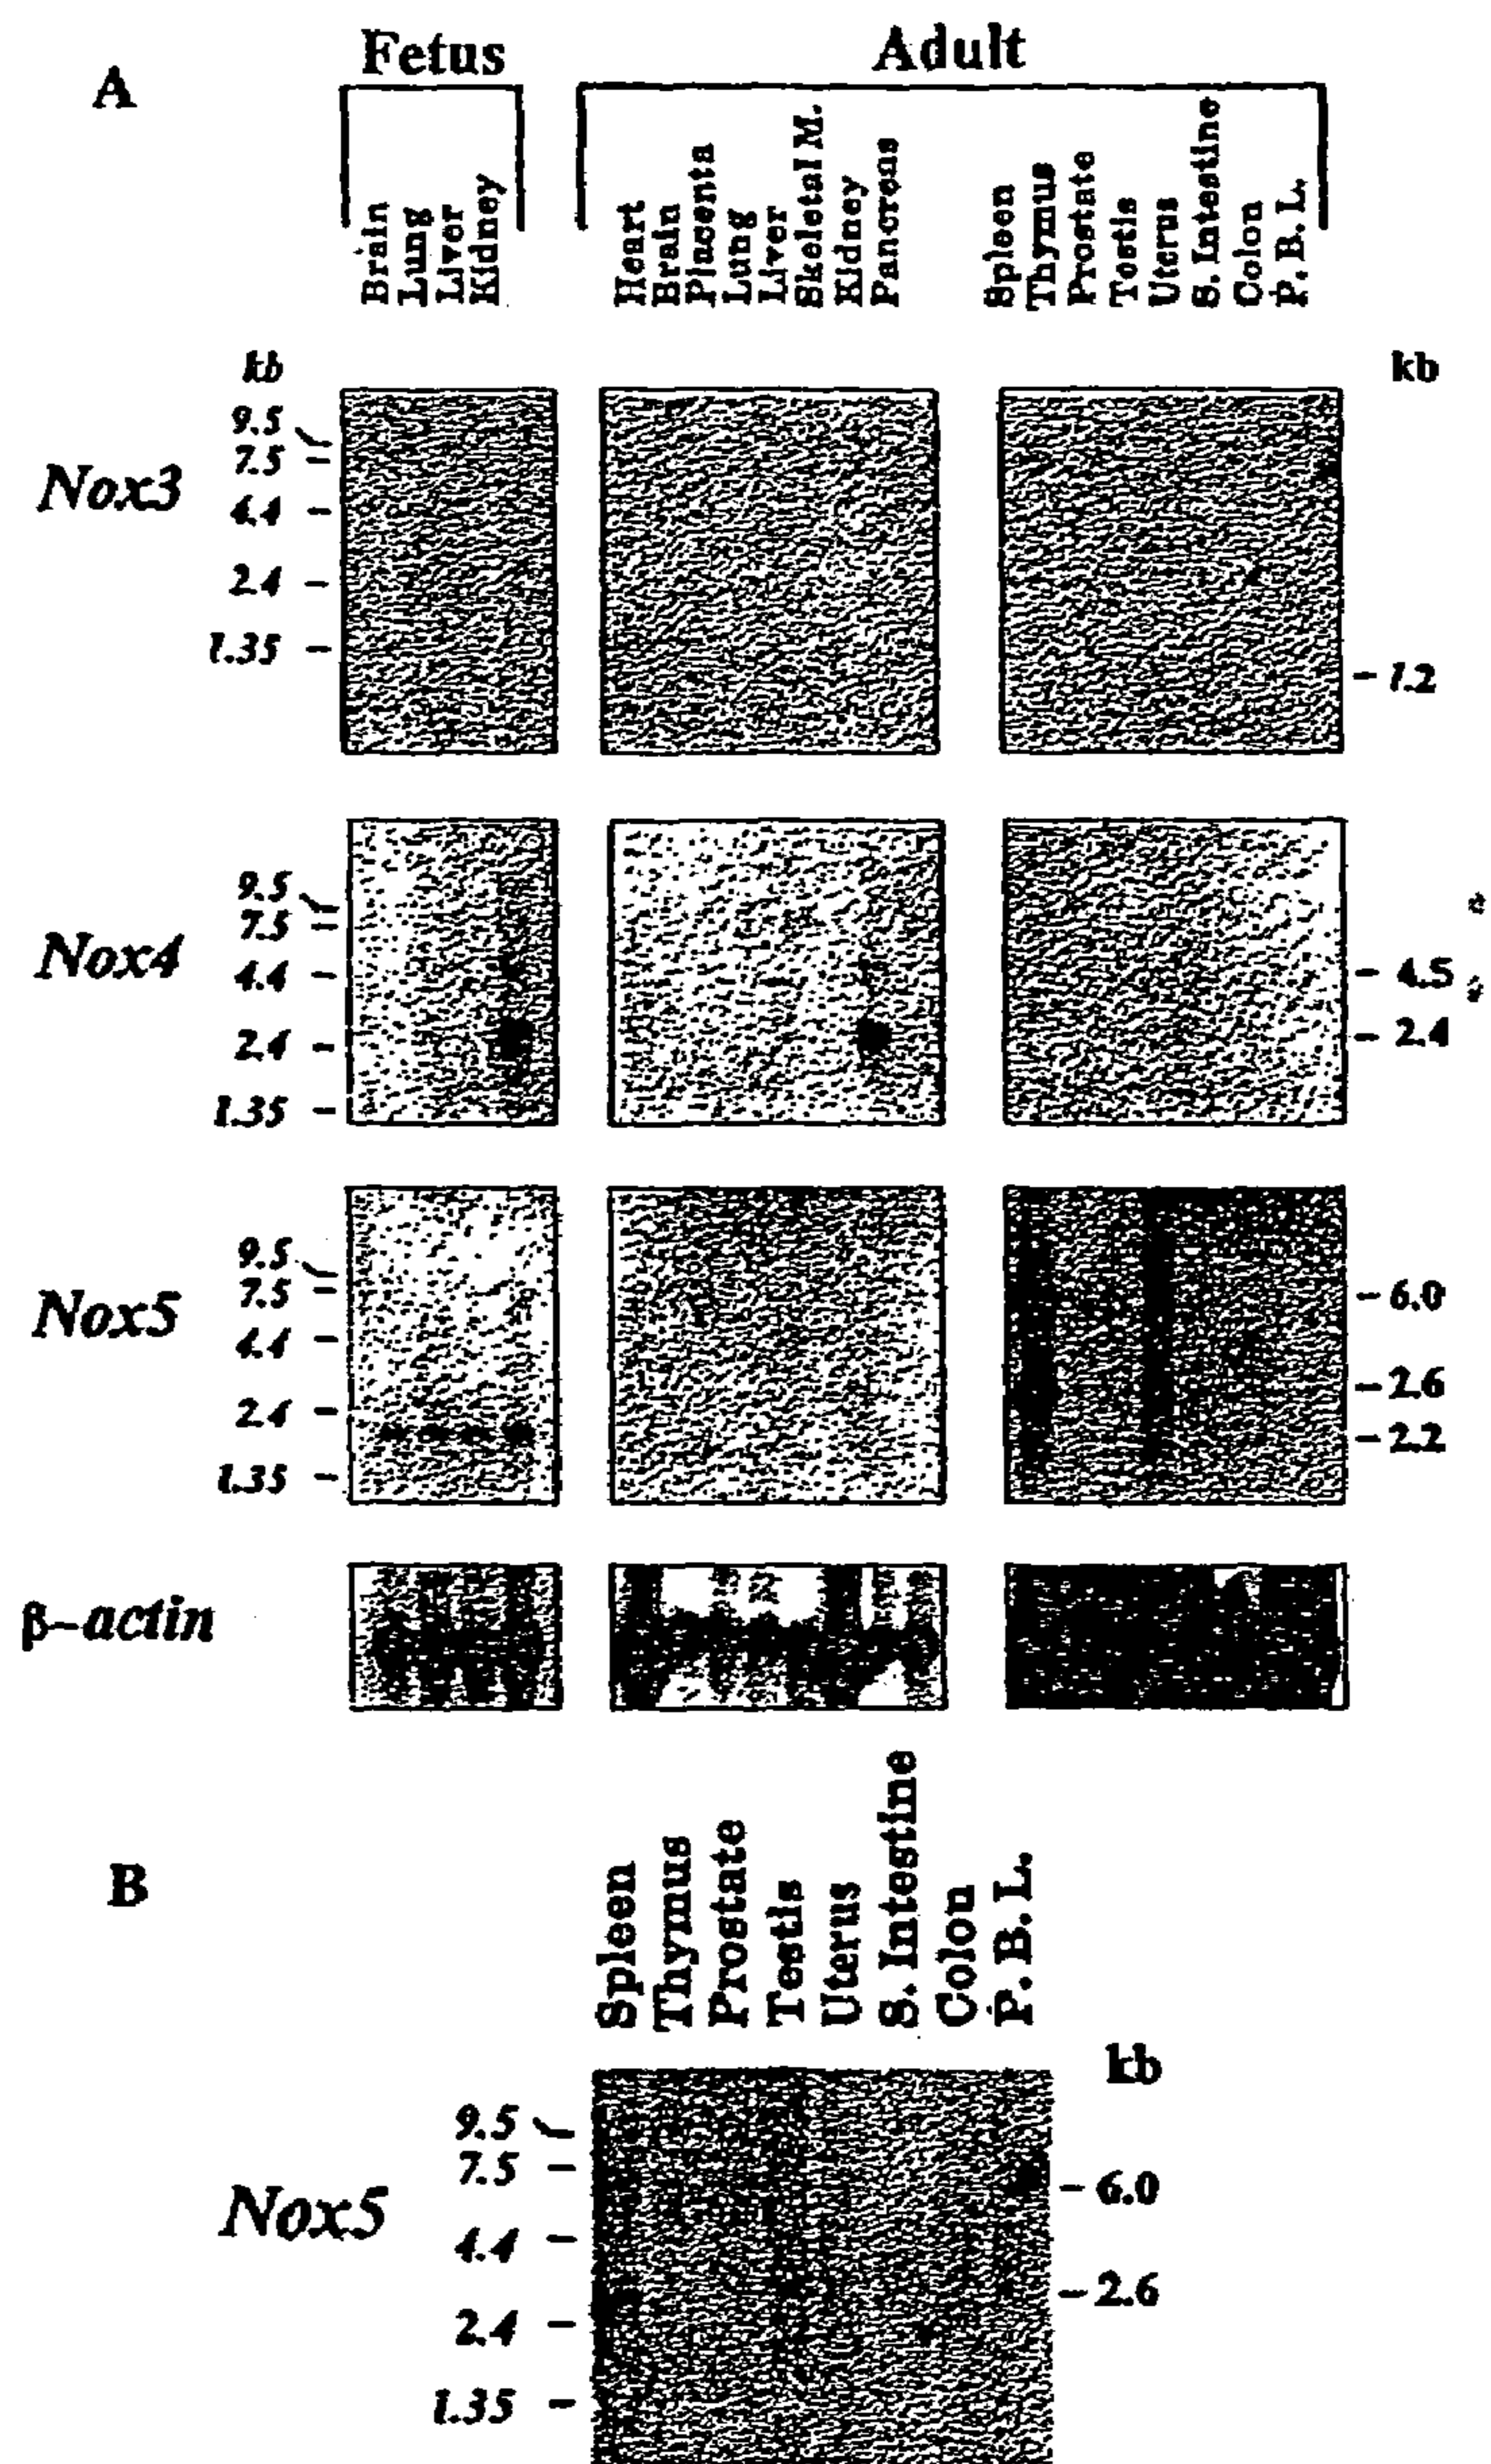 A
Fetus
Adult
Brain
Lung
Liver
Kidney
Heart
Brain
Placenta
Lung
Liver
Skeletal M.
Kidney
Pancreas
Spleen
Thymus
Prostate
Testis
Uterus
S. Intestine
Colon
P. B. L.
kb
kb
Nox3
9.5
7.5
4.4
2.4
1.35
1.2
Nox4
9.5
7.5
4.4
2.4
1.35
4.5
2.4
Nox5
9.5
7.5
4.4
2.4
1.35
6.0
2.6
2.2
β-actin
B
Spleen
Thymus
Prostate
Testis
Uterus
S. Intestine
Colon
P. B. L.
kb
Nox5
9.5
7.5
4.4
2.4
1.35
6.0
2.6